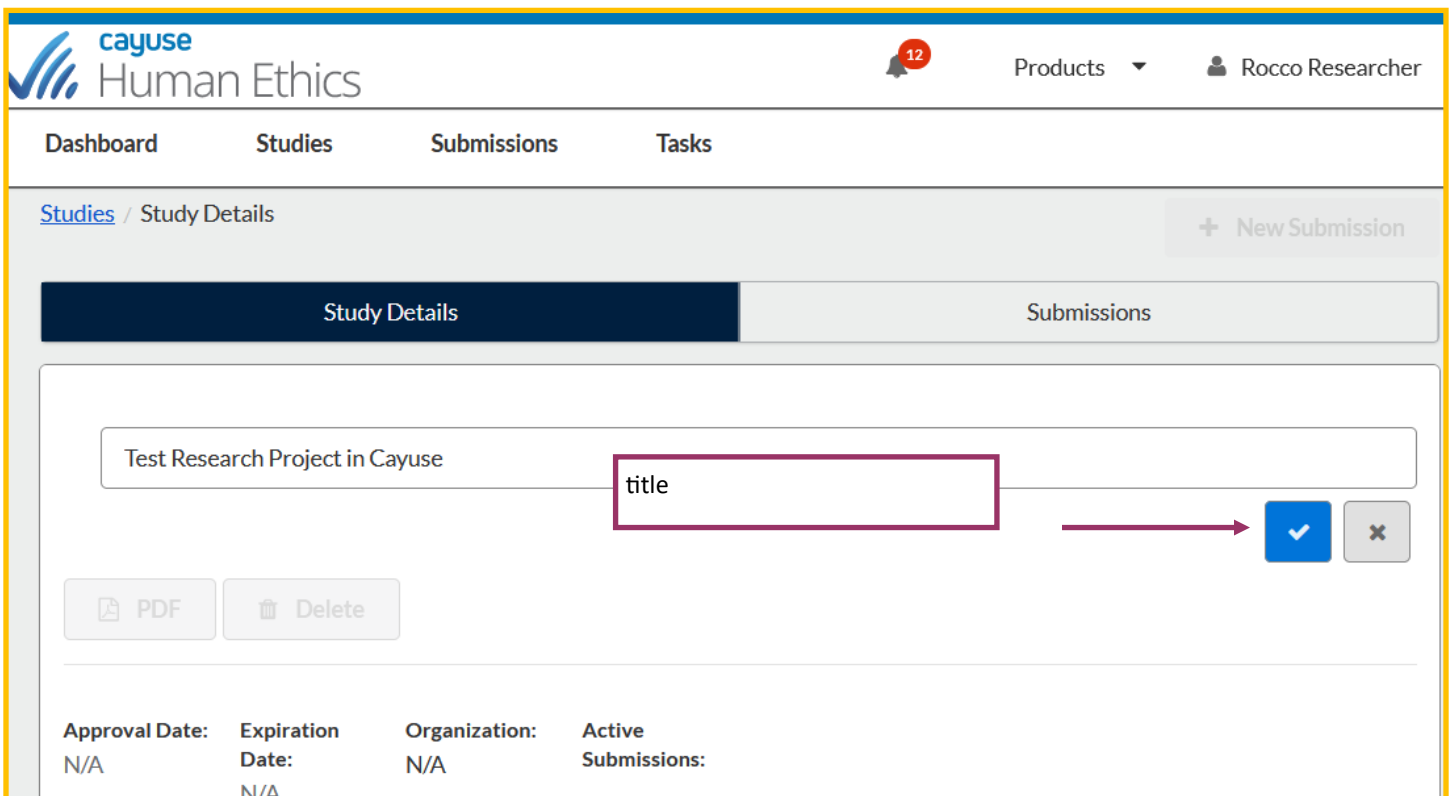 cayuse
Human Ethics
12
Products
Rocco Researcher
Dashboard Studies Submissions Tasks
Studies / Study Details
+ New Submission
Study Details
Submissions
Test Research Project in Cayuse
title
PDF
Delete
Approval Date:
N/A
Expiration
Date:
N/A
Organization:
N/A
Active
Submissions: